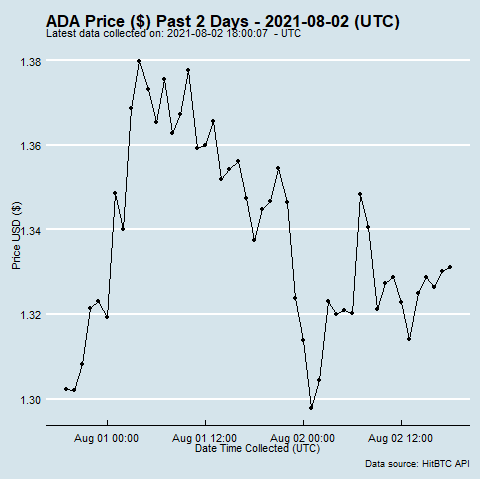 ADA Price ($) Past 2 Days - 2021-08-02 (UTC)
Latest data collected on: 2021-08-02 18:00:07  - UTC
1.38
1.36
1.34
1.32
1.30
Price USD ($)
Aug 01 00:00 Aug 01 12:00 Aug 02 00:00 Aug 02 12:00
Date Time Collected (UTC)
Data source: HitBTC API